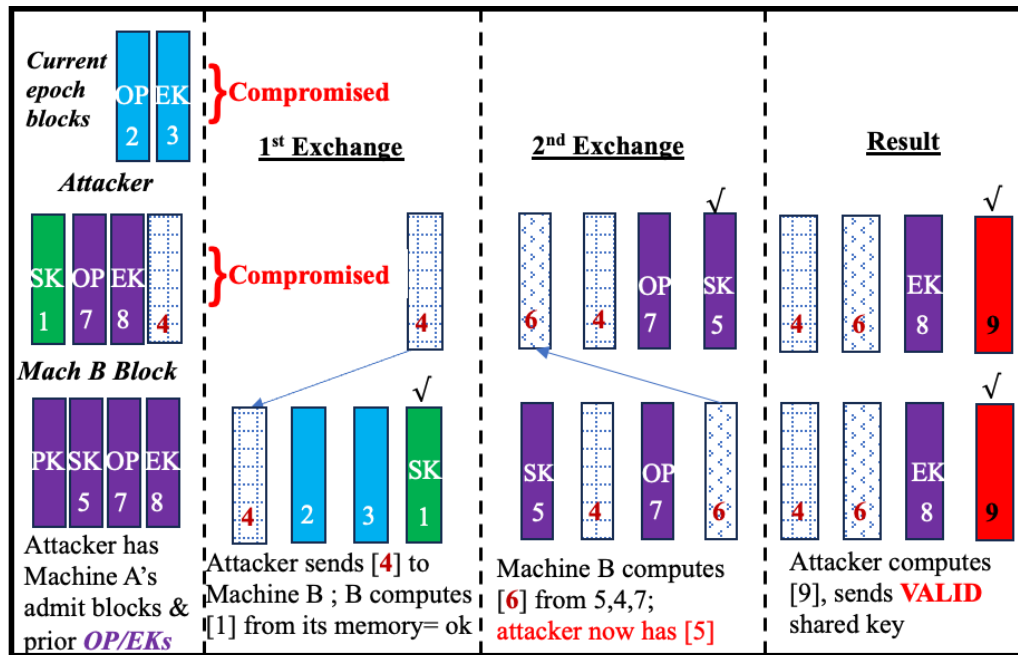 Current
epoch
blocks
OP EK
2 3
} Compromised
1st Exchange
2nd Exchange
Result
Attacker
√
√
SK OP EK
1 7 8 4
} Compromised
4
6 4 OP 7 SK 5
4 6 EK 8 9
Mach B Block
√
√
PK SK OP EK
5 7 8
4 2 3 SK 1
SK 5 4 OP 7 6
4 6 EK 8 9
Attacker has
Machine A's
admit blocks &
prior OP/EKs
Attacker sends [4] to
Machine B ; B computes
[1] from its memory= ok
Machine B computes
[6] from 5,4,7;
attacker now has [5]
Attacker computes
[9], sends VALID
shared key